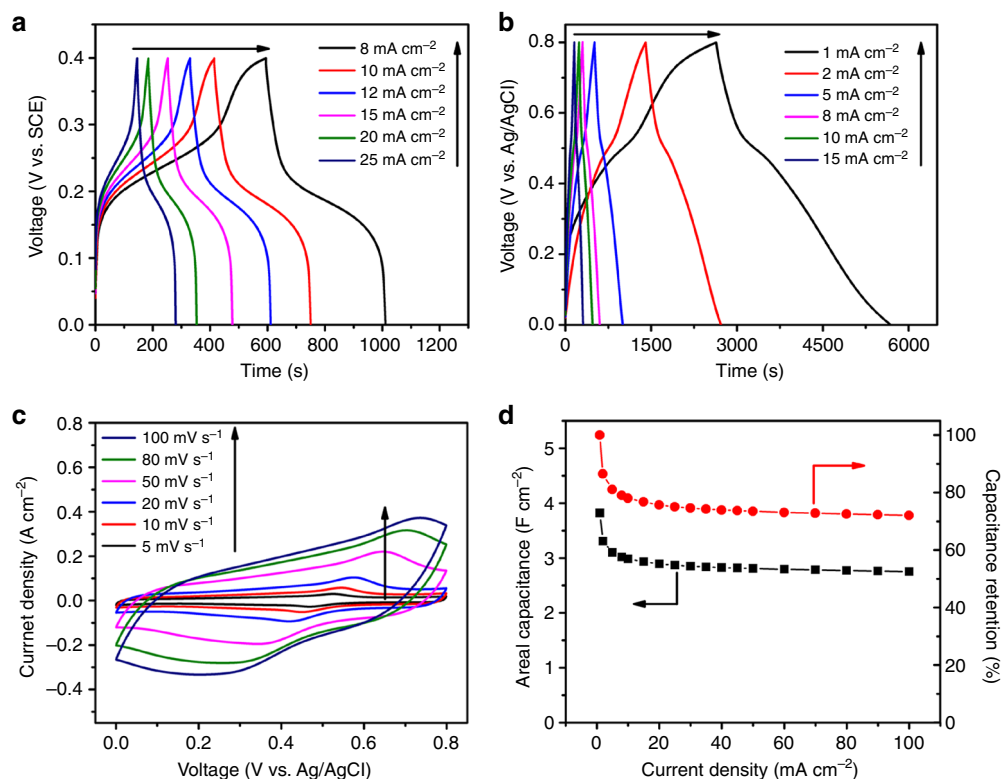 a
0.4
0.3
0.2
0.1
0.0
Voltage (V vs. SCE)
0 200 400 600 800 1000 1200
Time (s)
8 mA cm–2
10 mA cm–2
12 mA cm–2
15 mA cm–2
20 mA cm–2
25 mA cm–2
b
0.8
0.6
0.4
0.2
0.0
Voltage (V vs. Ag/AgCl)
0 1500 3000 4500 6000
Time (s)
1 mA cm–2
2 mA cm–2
5 mA cm–2
8 mA cm–2
10 mA cm–2
15 mA cm–2
c
0.8
0.6
0.4
0.2
0.0
–0.2
–0.4
Currnet density (A cm–2)
0.0 0.2 0.4 0.6 0.8
Voltage (V vs. Ag/AgCl)
100 mV s–1
80 mV s–1
50 mV s–1
20 mV s–1
10 mV s–1
5 mV s–1
d
5
4
3
2
1
0
Areal capacitance (F cm–2)
0 20 40 60 80 100
Current density (mA cm–2)
100
80
60
40
20
0
Capacitance retention (%)